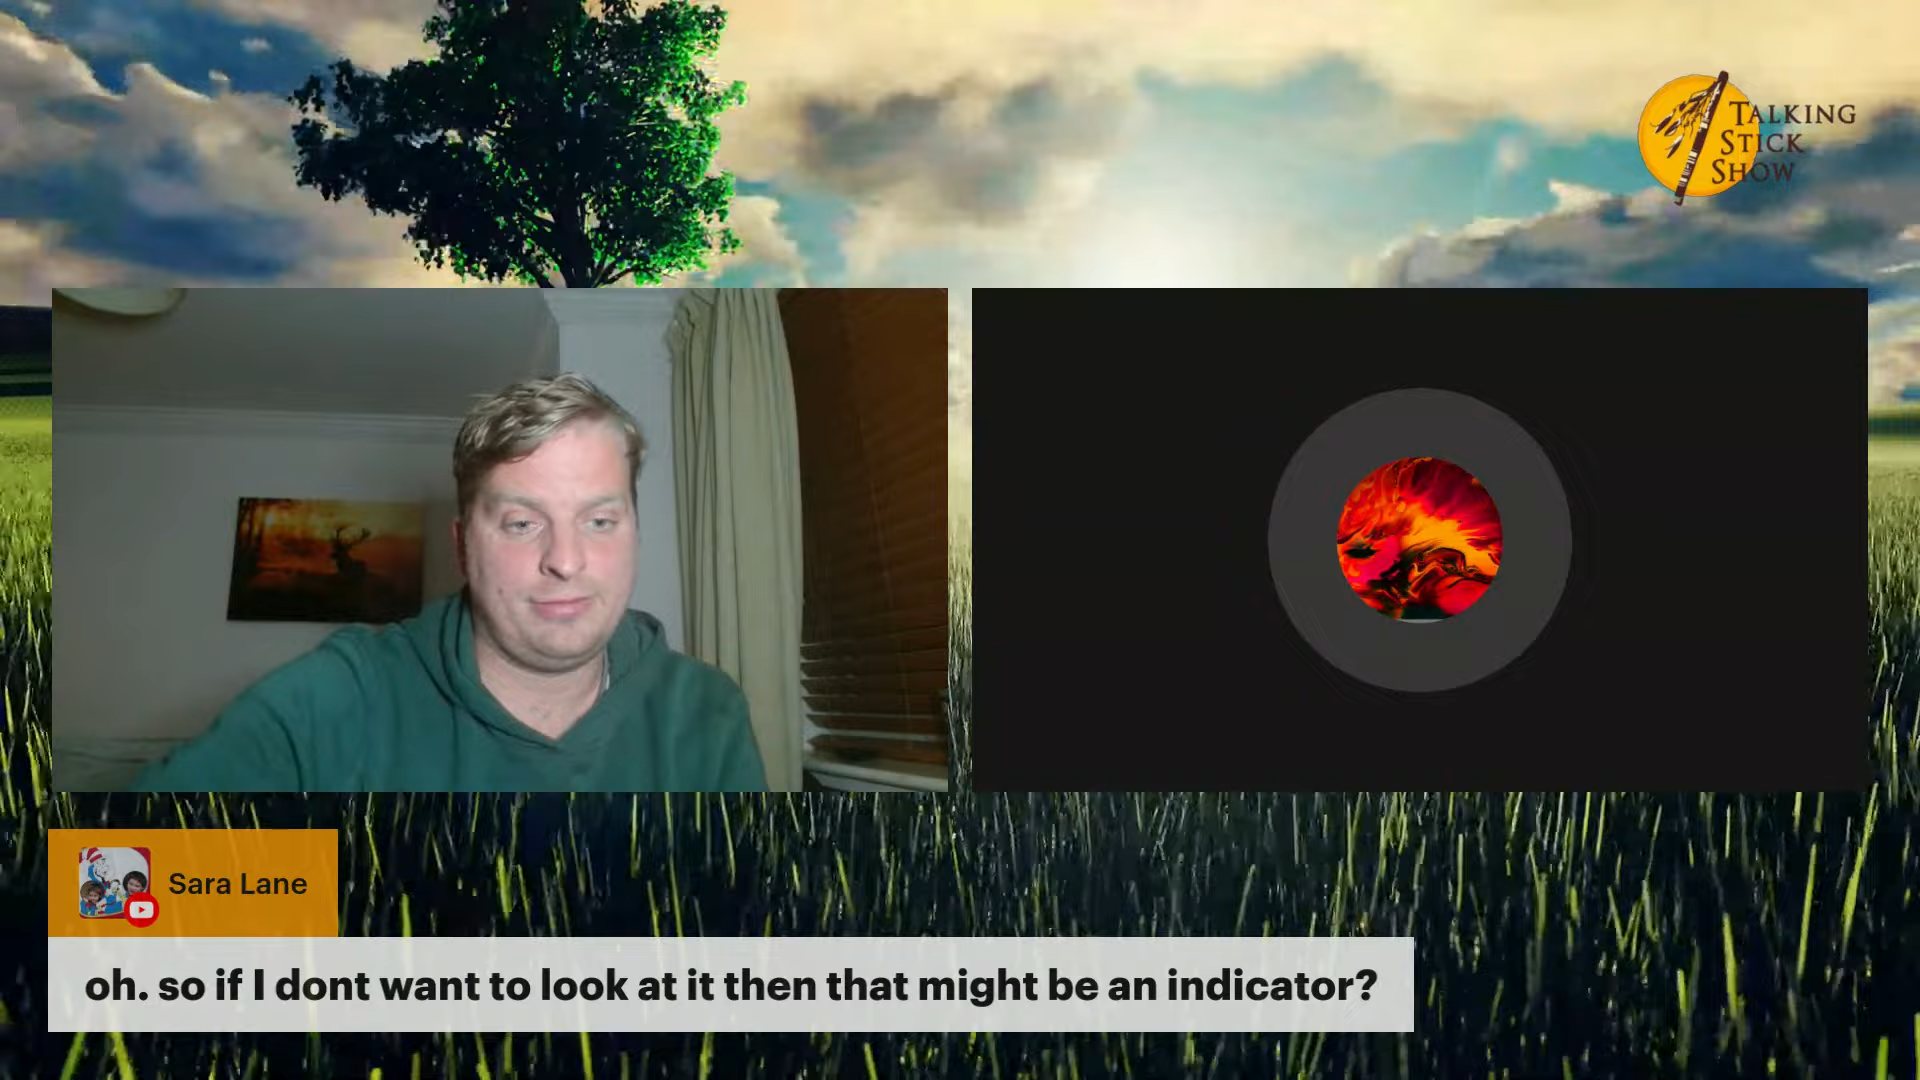 TALKING
STICK
SHOW
Sara Lane
oh. so if I dont want to look at it then that might be an indicator?